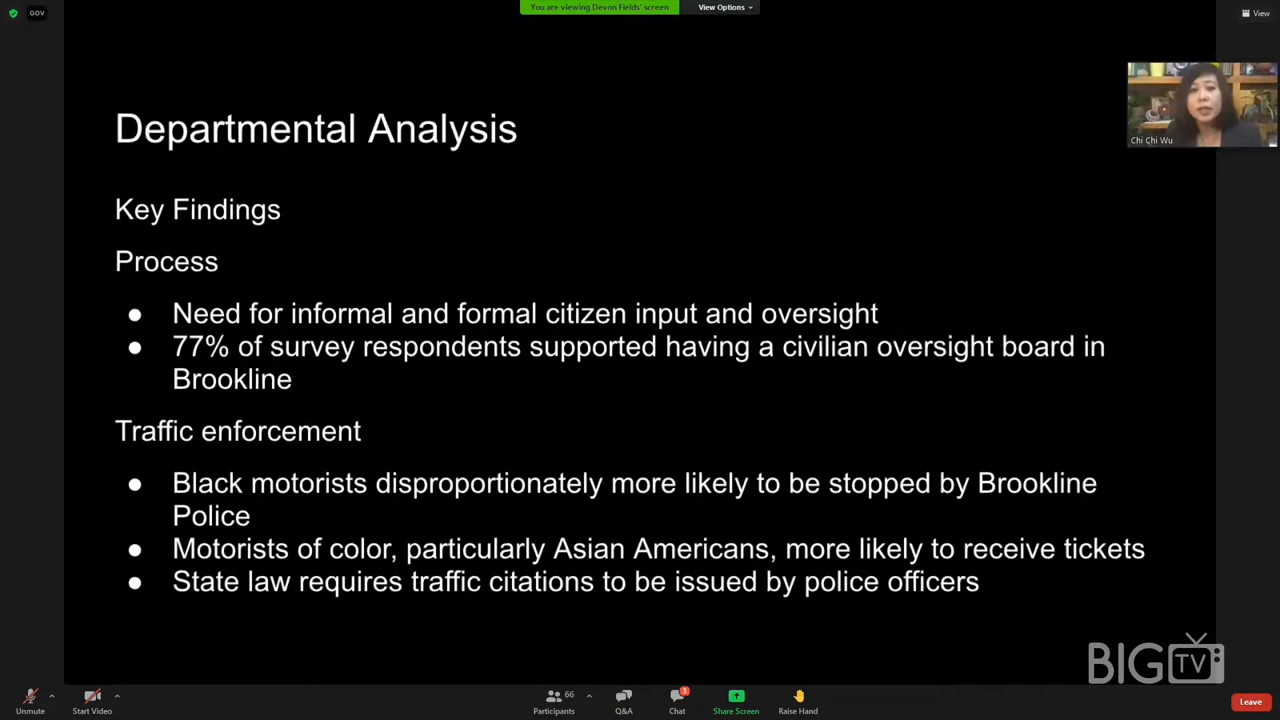 GOV
You are viewing Devon Fields' screen
View Options
View
Chi Chi Wu
Departmental Analysis
Key Findings
Process
● Need for informal and formal citizen input and oversight
● 77% of survey respondents supported having a civilian oversight board in
Brookline
Traffic enforcement
● Black motorists disproportionately more likely to be stopped by Brookline
Police
● Motorists of color, particularly Asian Americans, more likely to receive tickets
● State law requires traffic citations to be issued by police officers
BIG TV
Unmute
Start Video
66
Participants
Q&A
3
Chat
Share Screen
Raise Hand
Leave